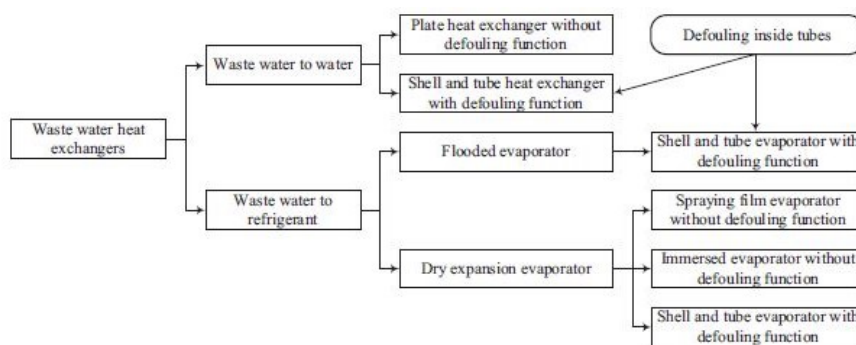 Plate heat exchanger without
defouling function
Defouling inside tubes
Waste water to water
Shell and tube heat exchanger
with defouling function
Waste water heat
exchangers
Flooded evaporator
Shell and tube evaporator with
defouling function
Waste water to
refrigerant
Spraying film evaporator
without defouling function
Dry expansion evaporator
Immersed evaporator without
defouling function
Shell and tube evaporator with
defouling function